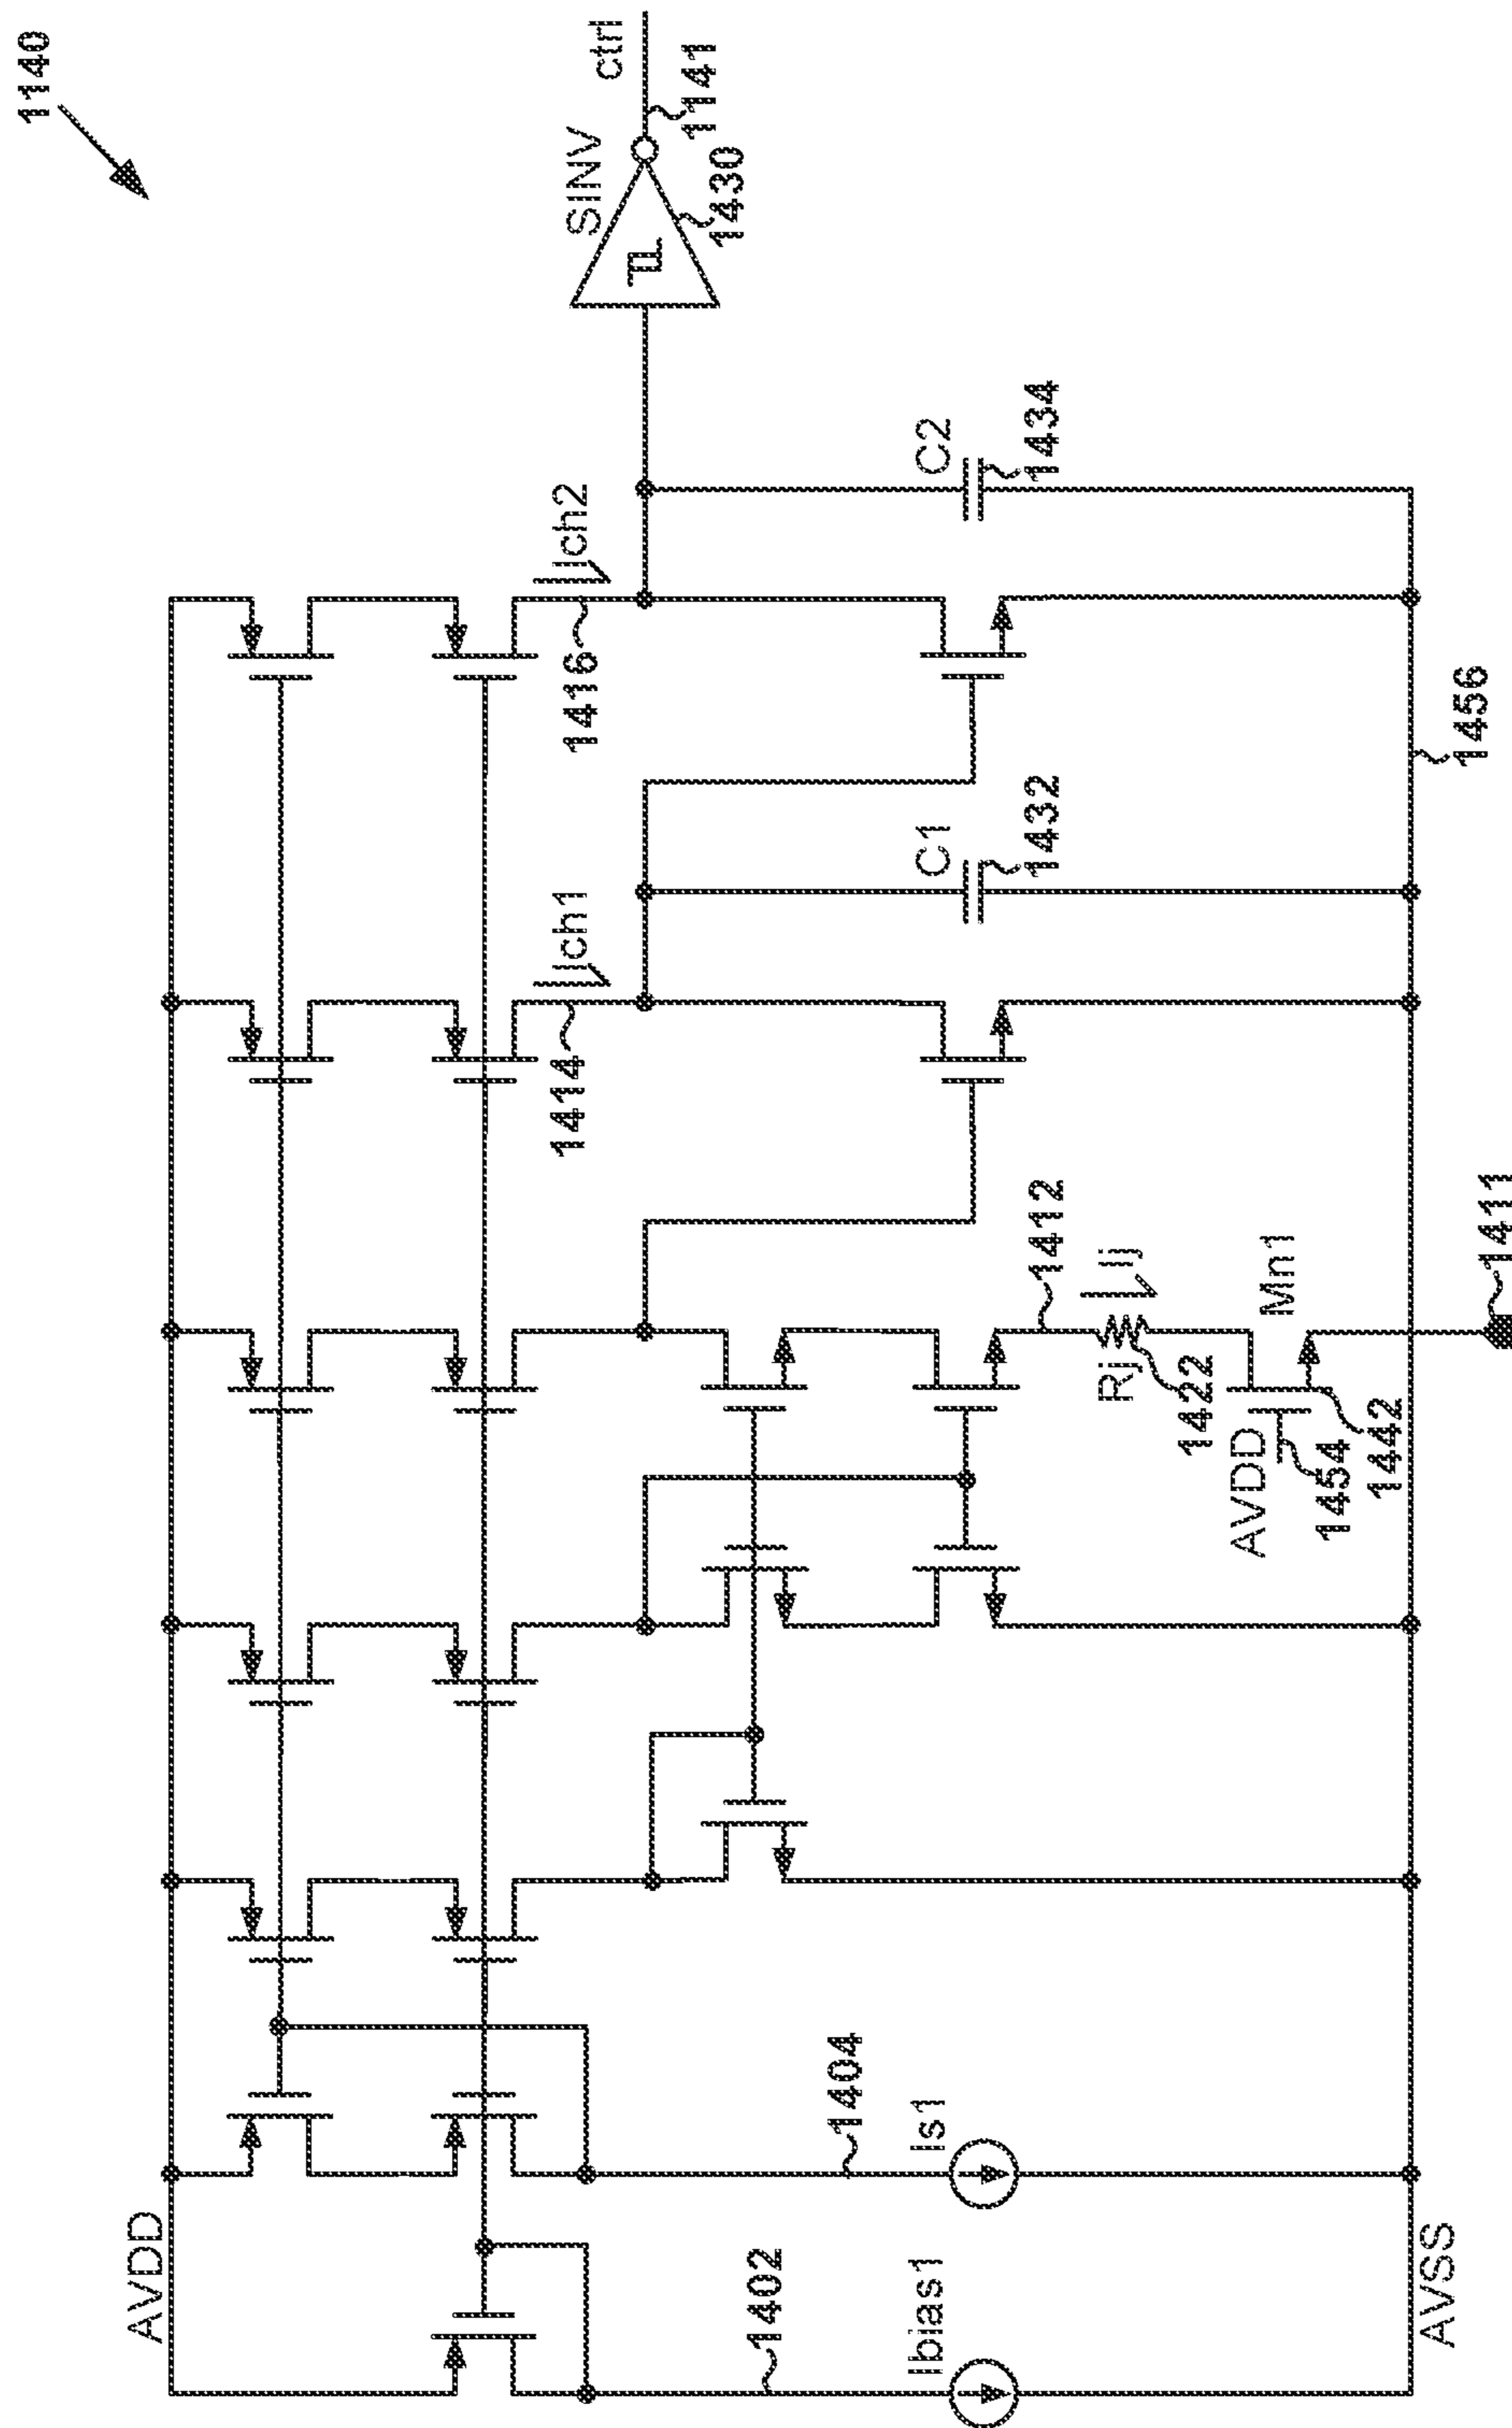 1140
AVDD
SINV
ctrl
1141
1430
Ich1
1414
Ich2
1416
C1
1432
C2
1434
1412
Rj
Ij
1422
Mn1
AVDD
1454
1442
1404
Is1
1402
Ibias1
AVSS
1456
1411